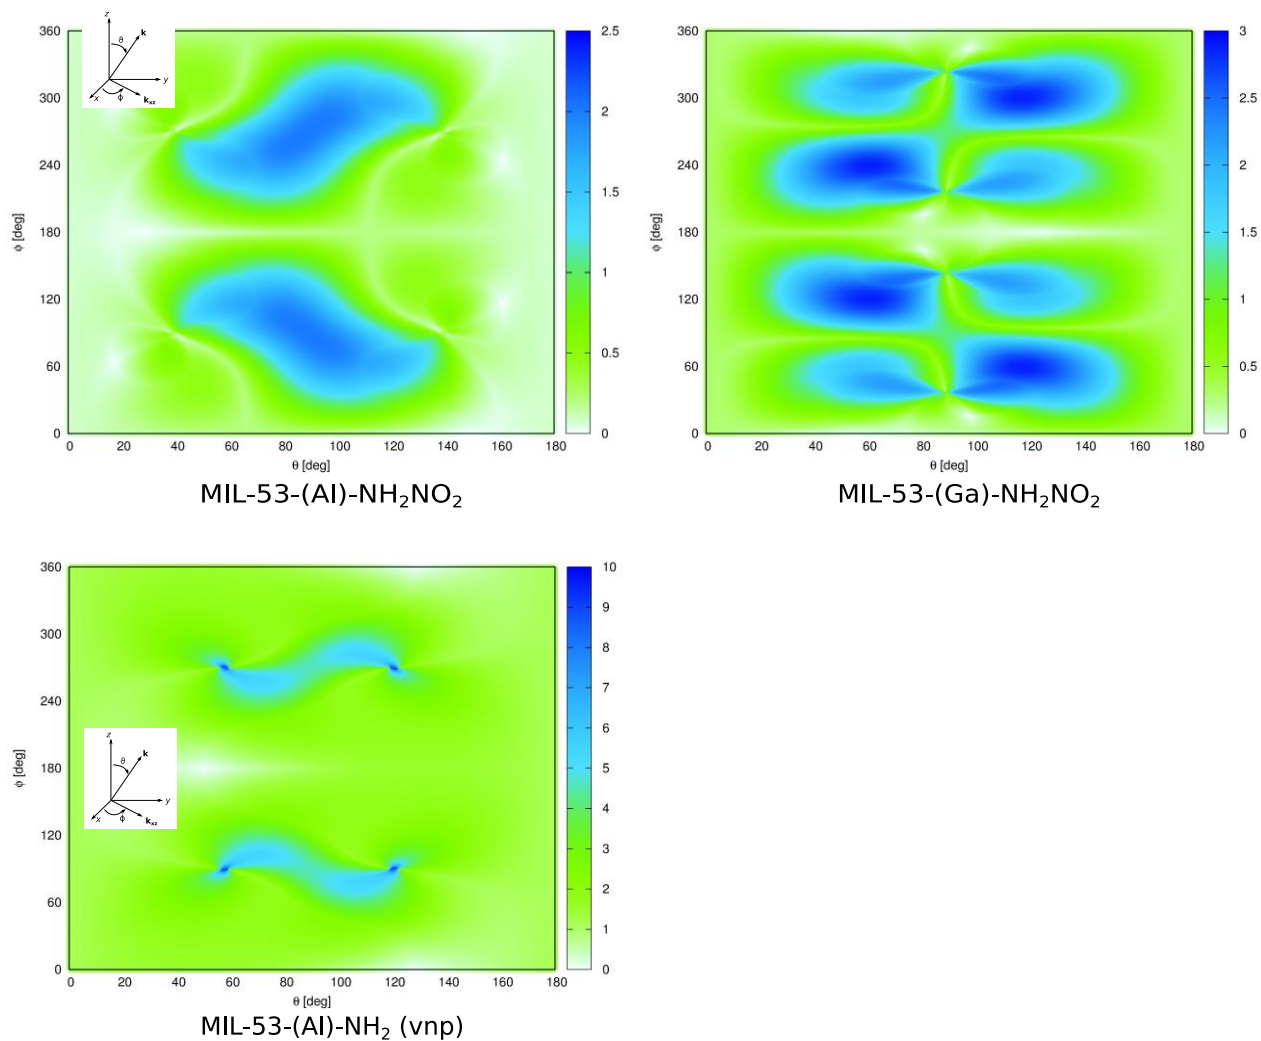 360
300
240
180
120
60
0
ϕ [deg]
z
θ
k
y
x
ϕ
kxz
0 20 40 60 80 100 120 140 160 180
θ [deg]
2.5
2
1.5
1
0.5
0
MIL-53-(Al)-NH₂NO₂
360
300
240
180
120
60
0
ϕ [deg]
0 20 40 60 80 100 120 140 160 180
θ [deg]
3
2.5
2
1.5
1
0.5
0
MIL-53-(Ga)-NH₂NO₂
360
300
240
180
120
60
0
ϕ [deg]
z
θ
k
y
x
ϕ
kxz
0 20 40 60 80 100 120 140 160 180
θ [deg]
10
9
8
7
6
5
4
3
2
1
0
MIL-53-(Al)-NH₂ (vnp)